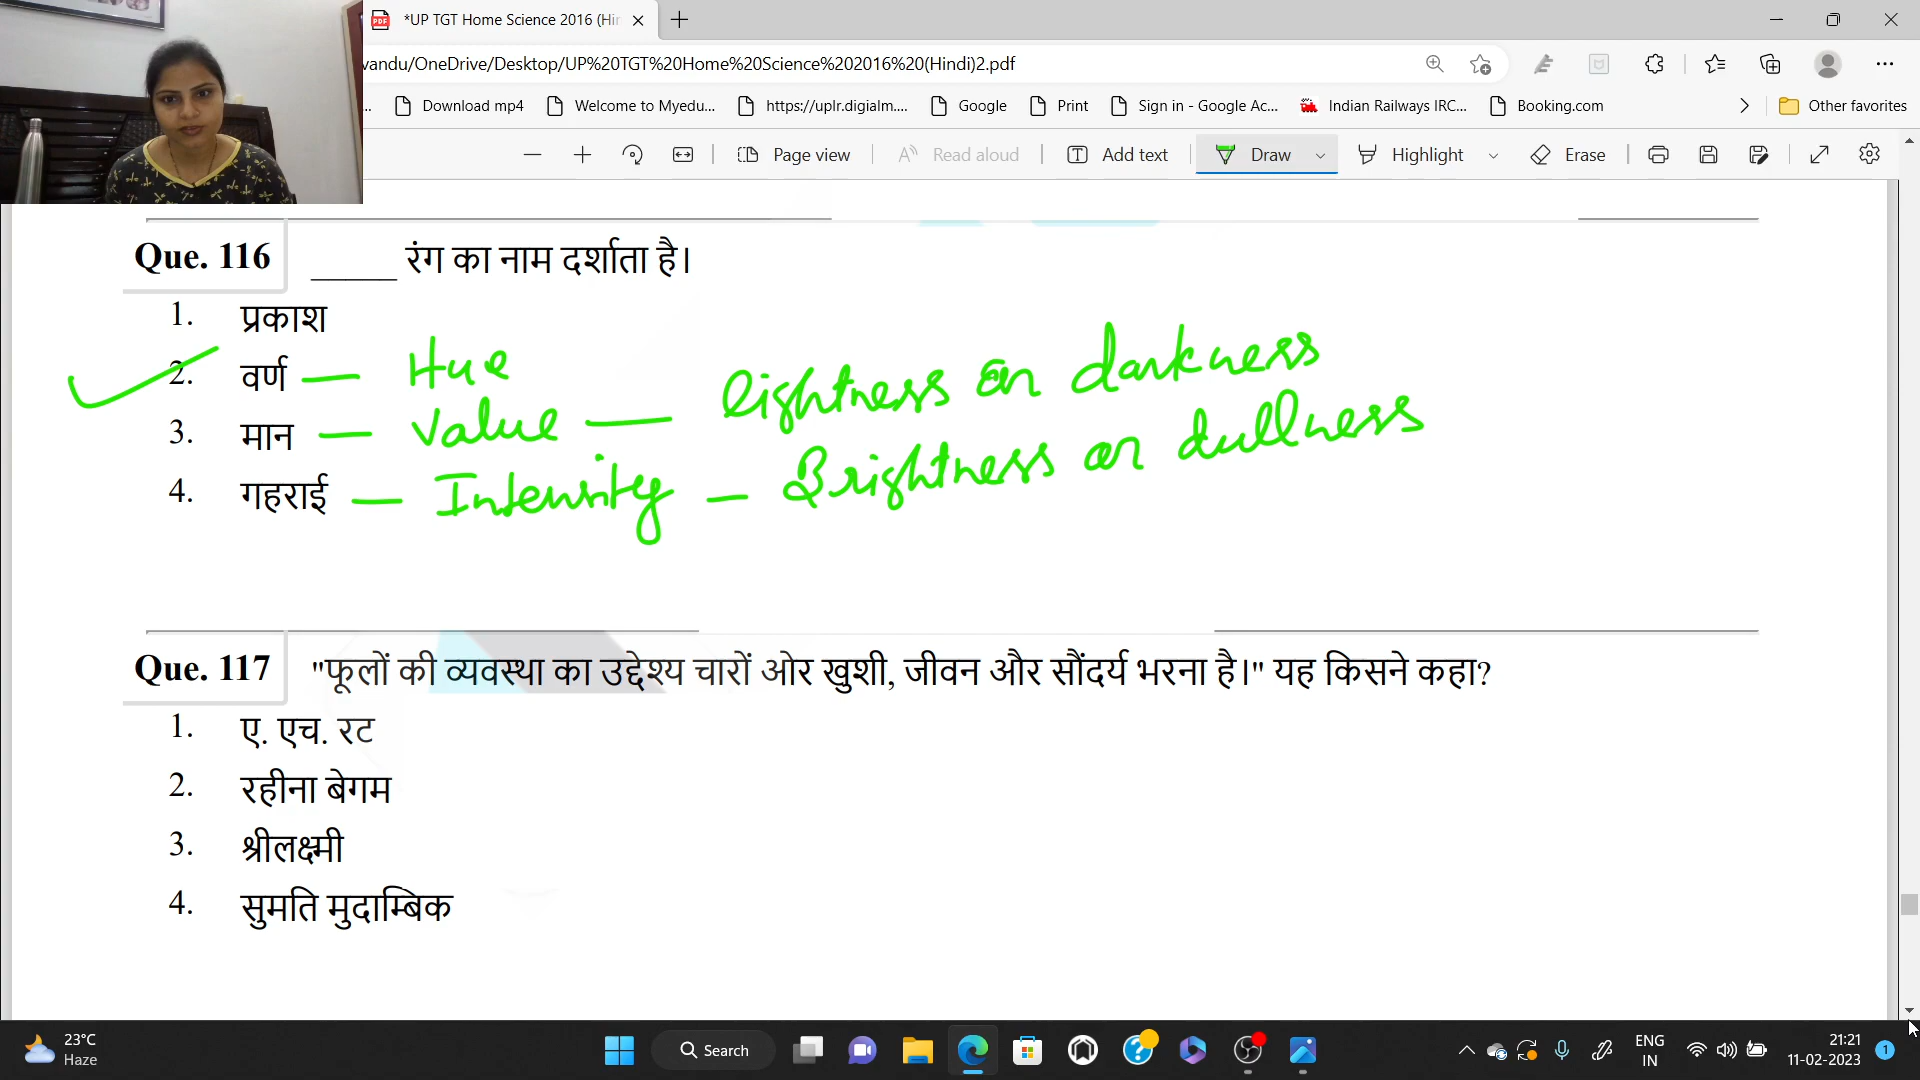 *UP TGT Home Science 2016 (Hin
vandu/OneDrive/Desktop/UP%20TGT%20Home%20Science%202016%20(Hindi)2.pdf
... Download mp4 Welcome to Myedu... https://uplr.digialm.... Google Print Sign in - Google Ac... Indian Railways IRC... Booking.com Other favorites
Page view Read aloud Add text Draw Highlight Erase
Que. 116 _____ रंग का नाम दर्शाता है।
1. प्रकाश
2. वर्ण — Hue
3. मान — Value — lightness or darkness
4. गहराई — Intensity — Brightness or dullness
Que. 117 "फूलों की व्यवस्था का उद्देश्य चारों ओर खुशी, जीवन और सौंदर्य भरना है।" यह किसने कहा?
1. ए. एच. रट
2. रहीना बेगम
3. श्रीलक्ष्मी
4. सुमति मुदाम्बिक
23°C
Haze
Search
ENG
IN
21:21
11-02-2023
1